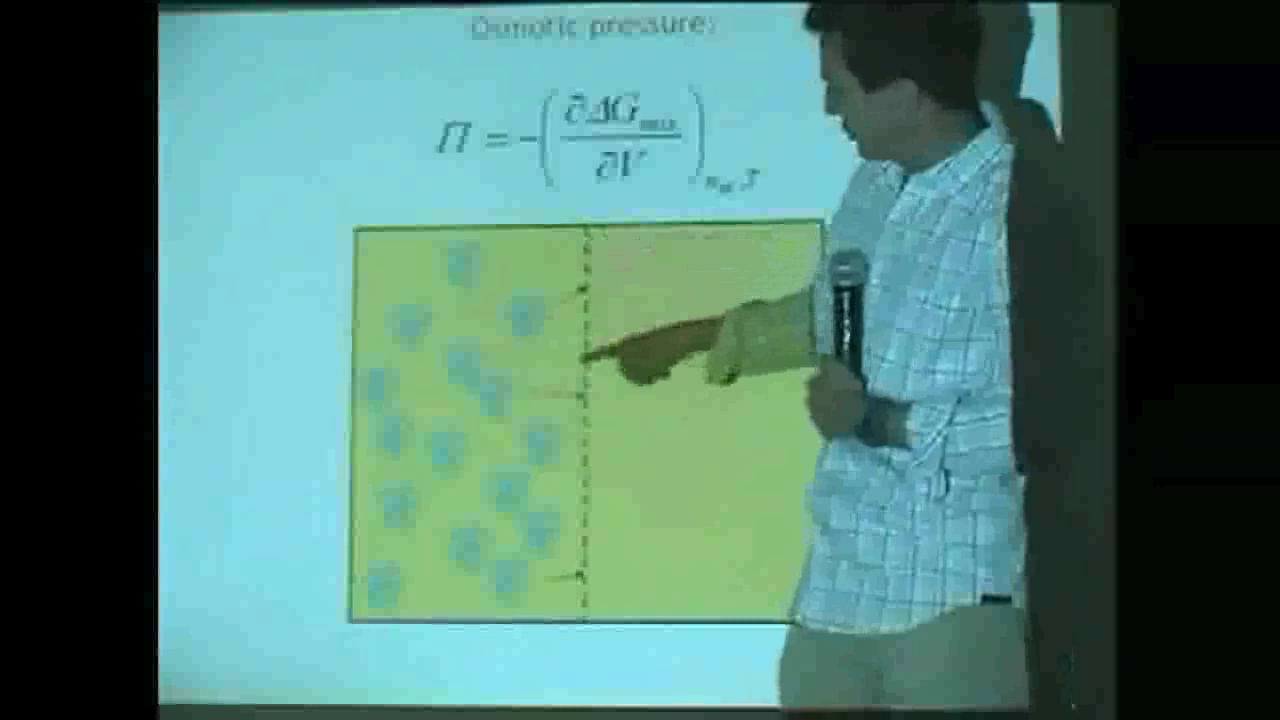 Osmotic pressure:
Π = -(∂ΔG / ∂V) , T